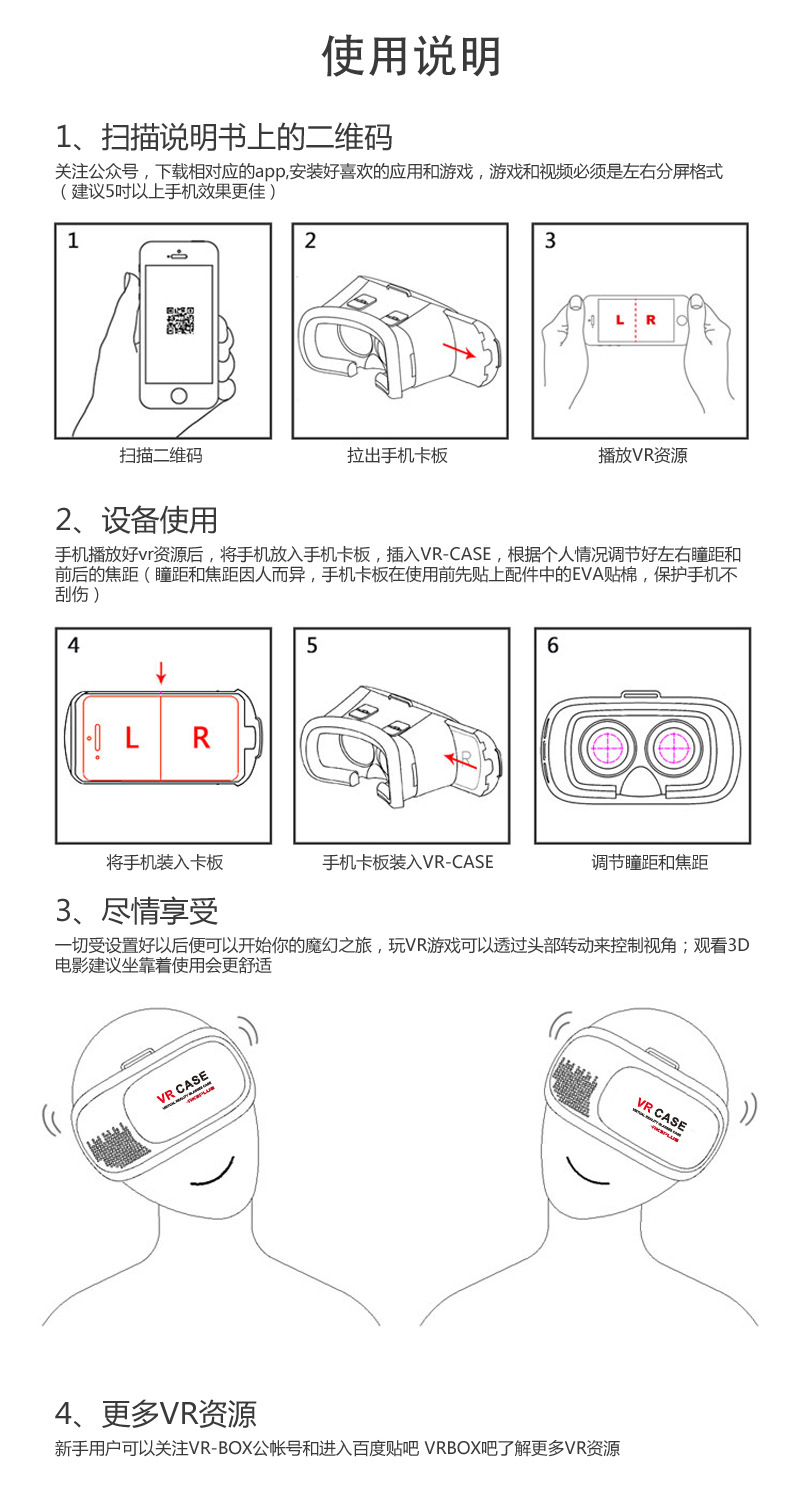 使用说明
1、扫描说明书上的二维码
关注公众号，下载相对应的app,安装好喜欢的应用和游戏，游戏和视频必须是左右分屏格式
（建议5吋以上手机效果更佳）
1
2
3
L R
扫描二维码
拉出手机卡板
播放VR资源
2、设备使用
手机播放好vr资源后，将手机放入手机卡板，插入VR-CASE，根据个人情况调节好左右瞳距和
前后的焦距（瞳距和焦距因人而异，手机卡板在使用前先贴上配件中的EVA贴棉，保护手机不
刮伤）
4
5
6
L R
R
将手机装入卡板
手机卡板装入VR-CASE
调节瞳距和焦距
3、尽情享受
一切受设置好以后便可以开始你的魔幻之旅，玩VR游戏可以透过头部转动来控制视角；观看3D
电影建议坐靠着使用会更舒适
VR CASE
VIRTUAL REALITY GLASSES CASE
VR CASE
VIRTUAL REALITY GLASSES CASE
4、更多VR资源
新手用户可以关注VR-BOX公帐号和进入百度贴吧 VRBOX吧了解更多VR资源